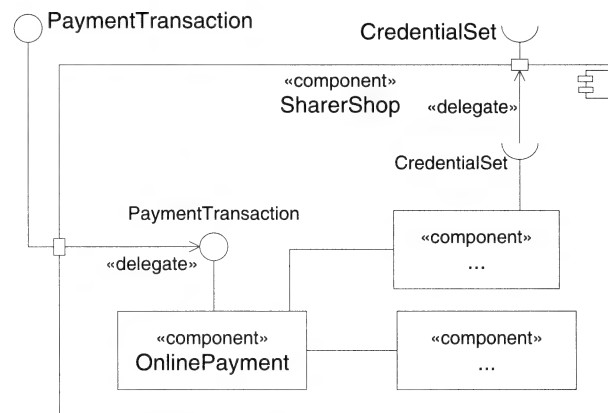 PaymentTransaction
CredentialSet
«component»
SharerShop
«delegate»
CredentialSet
PaymentTransaction
«delegate»
«component»
...
«component»
OnlinePayment
«component»
...